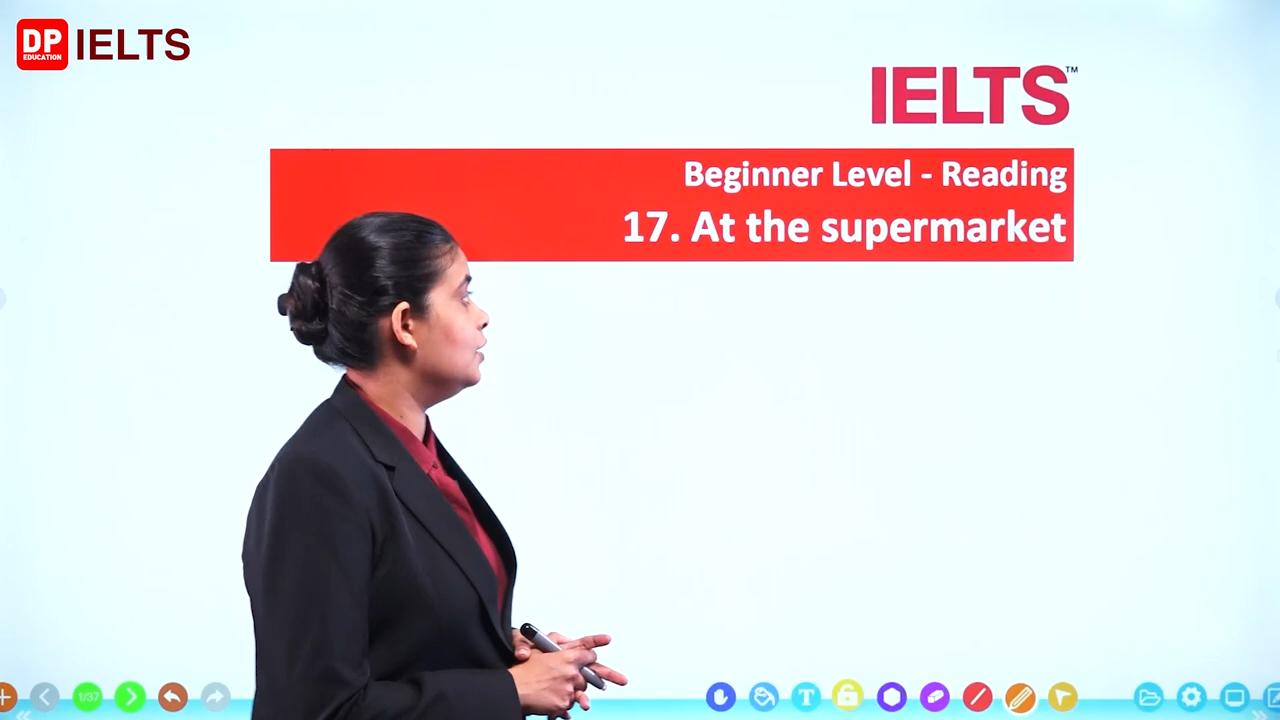 DP
EDUCATION
IELTS
IELTS™
Beginner Level - Reading
17. At the supermarket
1/37
T